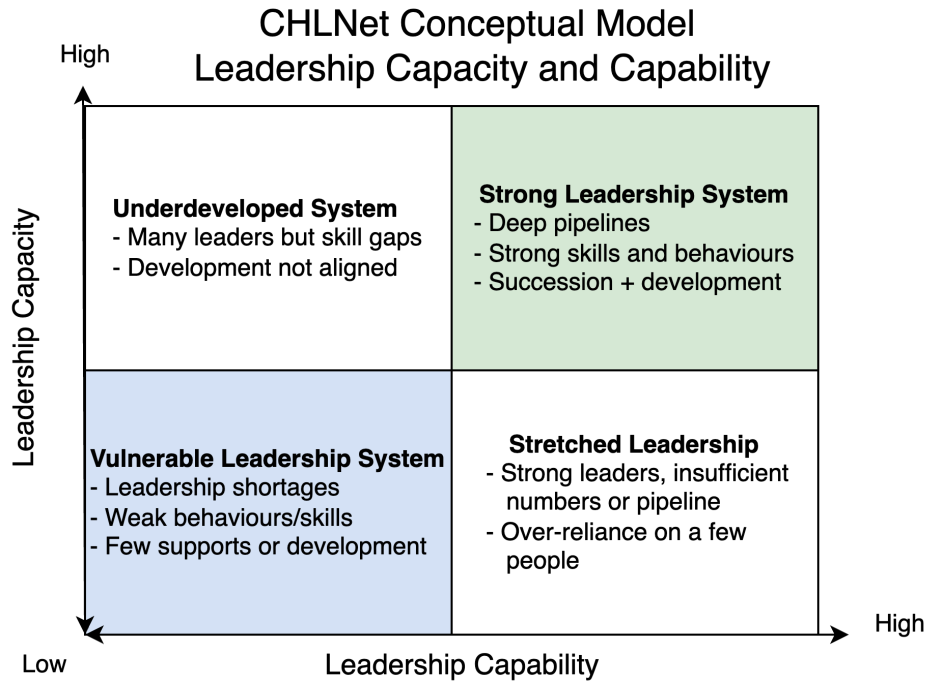 CHLNet Conceptual Model
Leadership Capacity and Capability
High
Leadership Capacity
Underdeveloped System
- Many leaders but skill gaps
- Development not aligned
Strong Leadership System
- Deep pipelines
- Strong skills and behaviours
- Succession + development
Vulnerable Leadership System
- Leadership shortages
- Weak behaviours/skills
- Few supports or development
Stretched Leadership
- Strong leaders, insufficient
numbers or pipeline
- Over-reliance on a few
people
Low
Leadership Capability
High